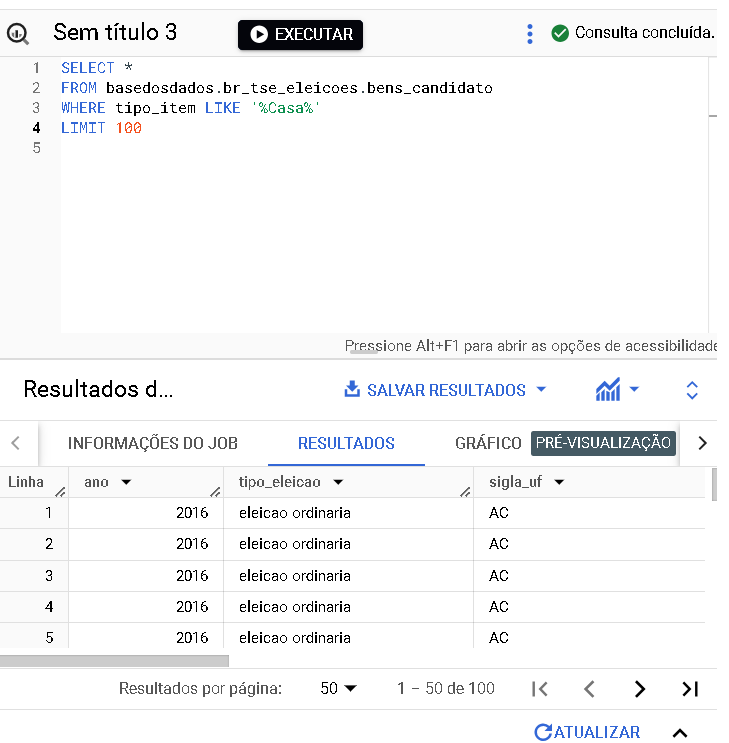 Sem título 3 EXECUTAR Consulta concluída.
1 SELECT *
2 FROM basedosdados.br_tse_eleicoes.bens_candidato
3 WHERE tipo_item LIKE '%Casa%'
4 LIMIT 100
5
Pressione Alt+F1 para abrir as opções de acessibilidade
Resultados d... SALVAR RESULTADOS
INFORMAÇÕES DO JOB RESULTADOS GRÁFICO PRÉ-VISUALIZAÇÃO
Linha ano tipo_eleicao sigla_uf
1 2016 eleicao ordinaria AC
2 2016 eleicao ordinaria AC
3 2016 eleicao ordinaria AC
4 2016 eleicao ordinaria AC
5 2016 eleicao ordinaria AC
Resultados por página: 50 1 – 50 de 100
ATUALIZAR